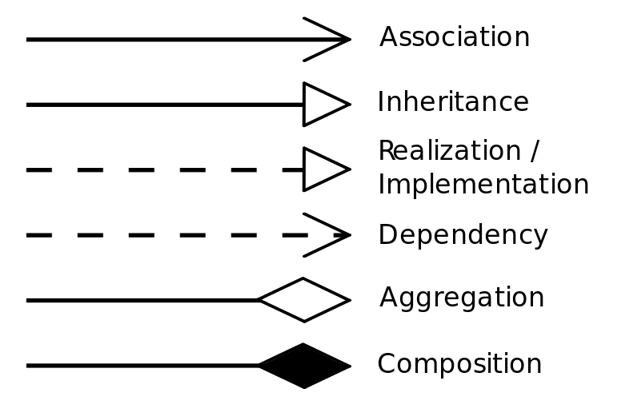 Association
Inheritance
Realization /
Implementation
Dependency
Aggregation
Composition